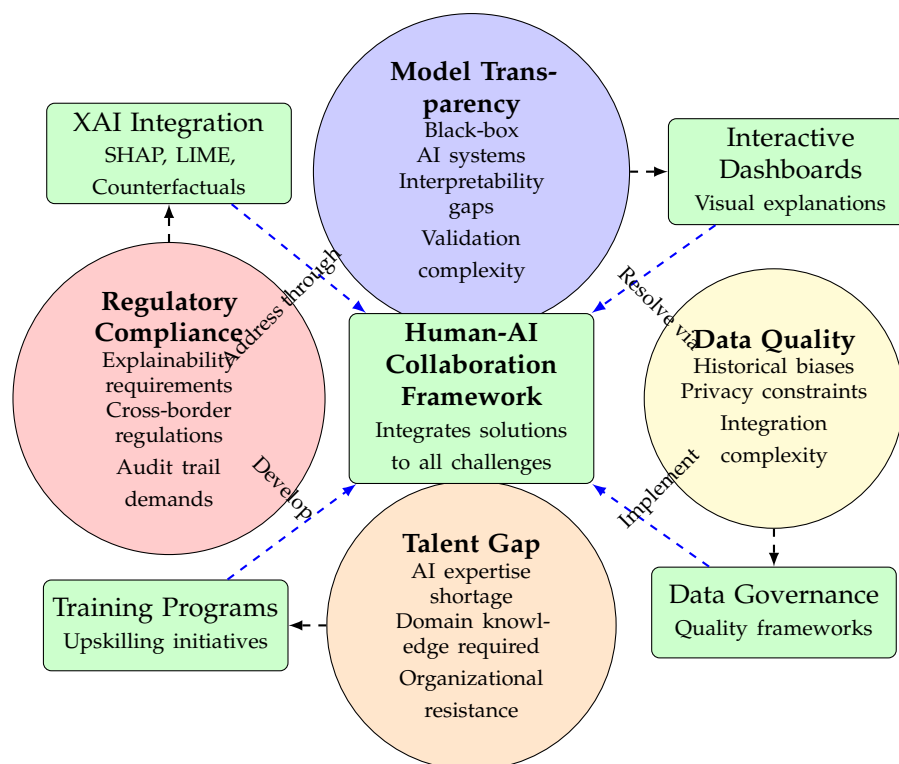 Model Trans-
parency
Black-box
AI systems
Interpretability
gaps
Validation
complexity
XAI Integration
SHAP, LIME,
Counterfactuals
Interactive
Dashboards
Visual explanations
Address through
Resolve via
Regulatory
Compliance
Explainability
requirements
Cross-border
regulations
Audit trail
demands
Human-AI
Collaboration
Framework
Integrates solutions
to all challenges
Data Quality
Historical biases
Privacy constraints
Integration
complexity
Develop
Implement
Talent Gap
AI expertise
shortage
Domain knowl-
edge required
Organizational
resistance
Training Programs
Upskilling initiatives
Data Governance
Quality frameworks